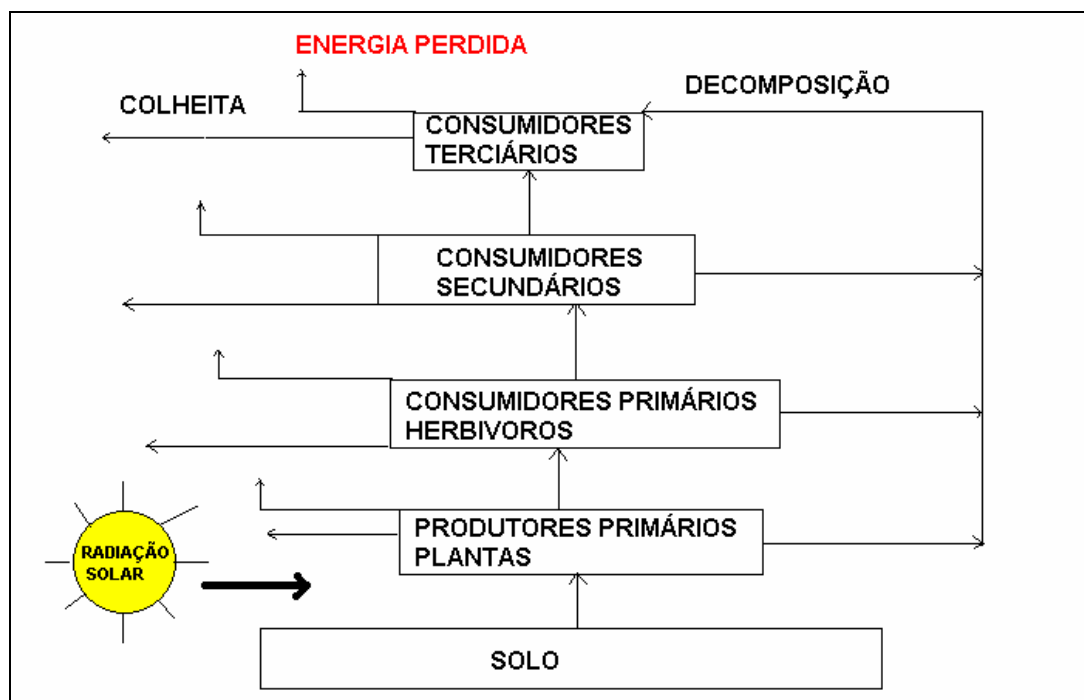 ENERGIA PERDIDA
DECOMPOSIÇÃO
COLHEITA
CONSUMIDORES
TERCIÁRIOS
CONSUMIDORES
SECUNDÁRIOS
CONSUMIDORES PRIMÁRIOS
HERBIVOROS
PRODUTORES PRIMÁRIOS
PLANTAS
RADIAÇÃO
SOLAR
SOLO